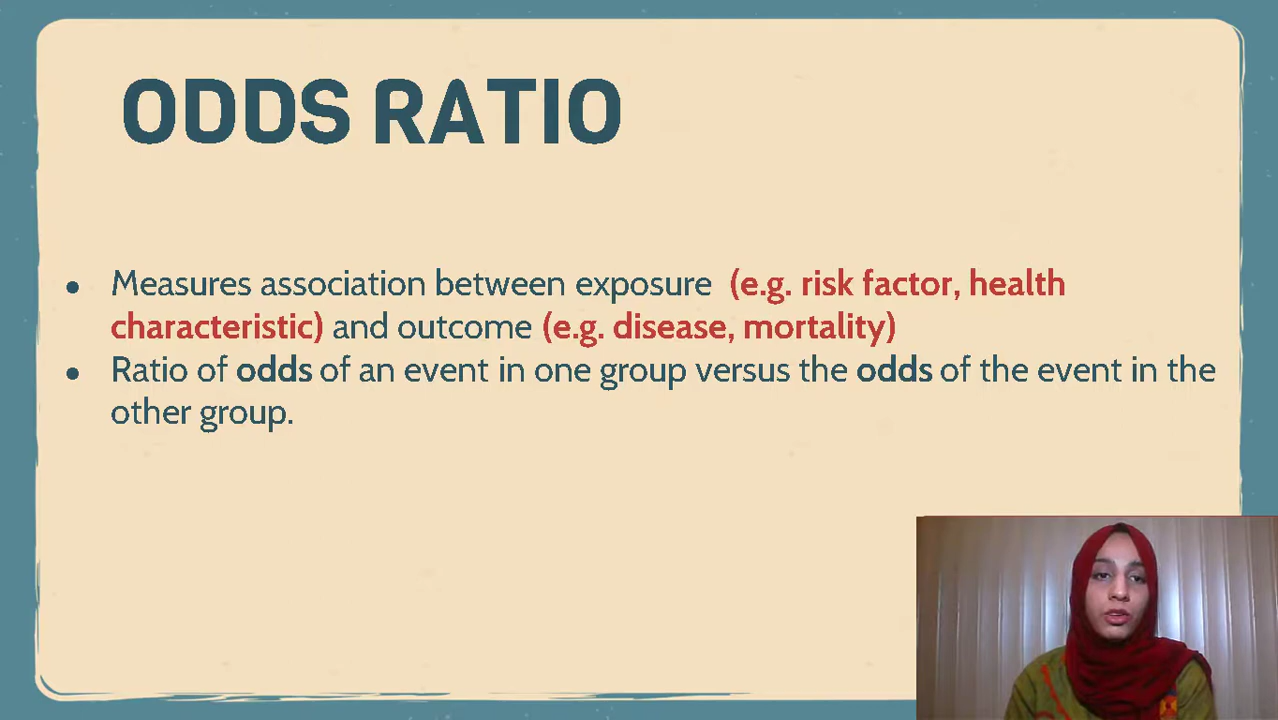 ODDS RATIO
● Measures association between exposure (e.g. risk factor, health
characteristic) and outcome (e.g. disease, mortality)
● Ratio of odds of an event in one group versus the odds of the event in the
other group.